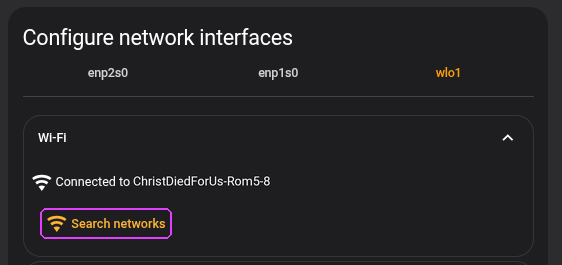 Configure network interfaces
enp2s0 enp1s0 wlo1
Wi-Fi
Connected to ChristDiedForUs-Rom5-8
Search networks